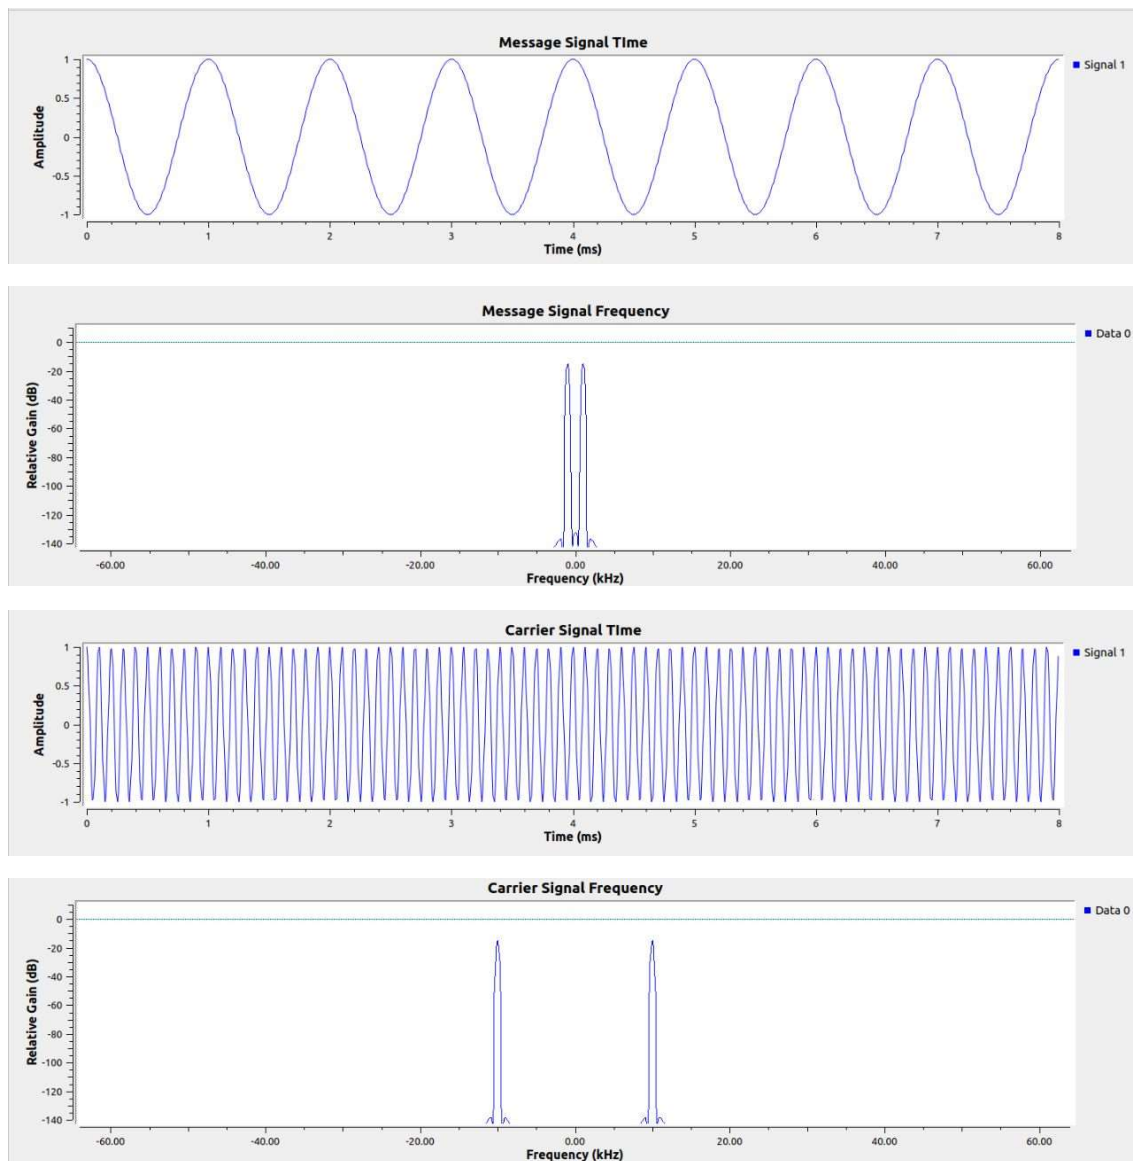 Message Signal TIme
Signal 1
Amplitude
1
0.5
0
-0.5
-1
0 1 2 3 4 5 6 7 8
Time (ms)
Message Signal Frequency
Data 0
Relative Gain (dB)
0
-20
-40
-60
-80
-100
-120
-140
-60.00 -40.00 -20.00 0.00 20.00 40.00 60.00
Frequency (kHz)
Carrier Signal TIme
Signal 1
Amplitude
1
0.5
0
-0.5
-1
0 1 2 3 4 5 6 7 8
Time (ms)
Carrier Signal Frequency
Data 0
Relative Gain (dB)
0
-20
-40
-60
-80
-100
-120
-140
-60.00 -40.00 -20.00 0.00 20.00 40.00 60.00
Frequency (kHz)